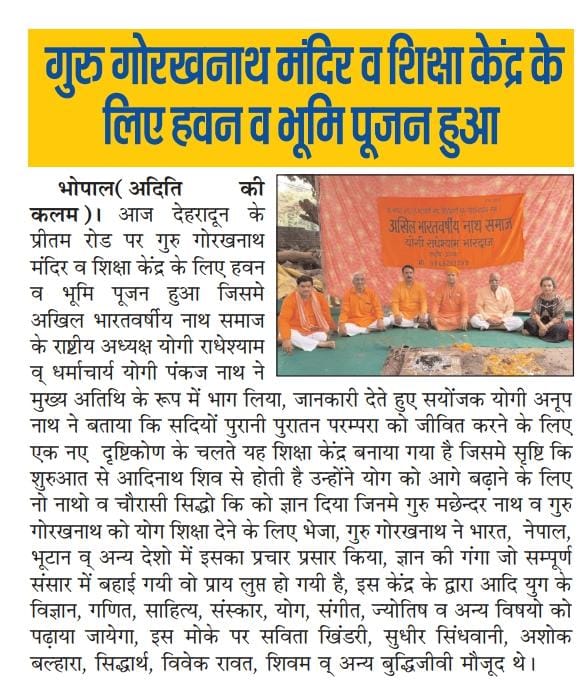 गुरु गोरखनाथ मंदिर व शिक्षा केंद्र के
लिए हवन व भूमि पूजन हुआ
भोपाल( अदिति की
कलम )। आज देहरादून के
प्रीतम रोड पर गुरु गोरखनाथ
मंदिर व शिक्षा केंद्र के लिए हवन
व भूमि पूजन हुआ जिसमे
अखिल भारतवर्षीय नाथ समाज
के राष्ट्रीय अध्यक्ष योगी राधेश्याम
व् धर्माचार्य योगी पंकज नाथ ने
मुख्य अतिथि के रूप में भाग लिया, जानकारी देते हुए सयोंजक योगी अनूप
नाथ ने बताया कि सदियों पुरानी पुरातन परम्परा को जीवित करने के लिए
एक नए दृष्टिकोण के चलते यह शिक्षा केंद्र बनाया गया है जिसमे सृष्टि कि
शुरुआत से आदिनाथ शिव से होती है उन्होंने योग को आगे बढ़ाने के लिए
नो नाथो व चौरासी सिद्धो कि को ज्ञान दिया जिनमे गुरु मछेन्दर नाथ व गुरु
गोरखनाथ को योग शिक्षा देने के लिए भेजा, गुरु गोरखनाथ ने भारत, नेपाल,
भूटान व् अन्य देशो में इसका प्रचार प्रसार किया, ज्ञान की गंगा जो सम्पूर्ण
संसार में बहाई गयी वो प्राय लुप्त हो गयी है, इस केंद्र के द्वारा आदि युग के
विज्ञान, गणित, साहित्य, संस्कार, योग, संगीत, ज्योतिष व अन्य विषयो को
पढ़ाया जायेगा, इस मोके पर सविता खिंडरी, सुधीर सिंधवानी, अशोक
बल्हारा, सिद्धार्थ, विवेक रावत, शिवम व् अन्य बुद्धिजीवी मौजूद थे।
अखिल भारतवर्षीय नाथ समाज
योगी राधेश्याम भारद्वाज